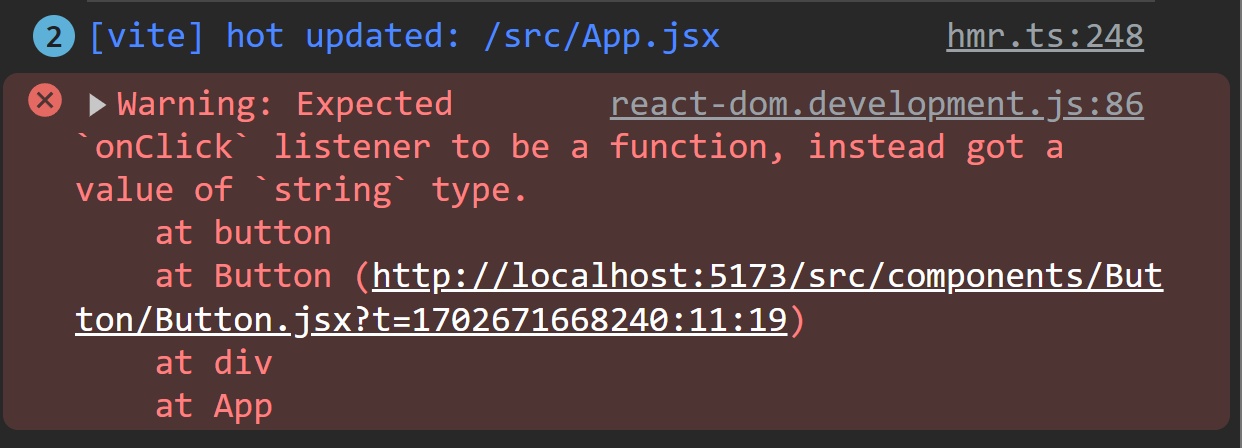 2 [vite] hot updated: /src/App.jsx hmr.ts:248
Warning: Expected react-dom.development.js:86
`onClick` listener to be a function, instead got a
value of `string` type.
at button
at Button (http://localhost:5173/src/components/But
ton/Button.jsx?t=1702671668240:11:19)
at div
at App